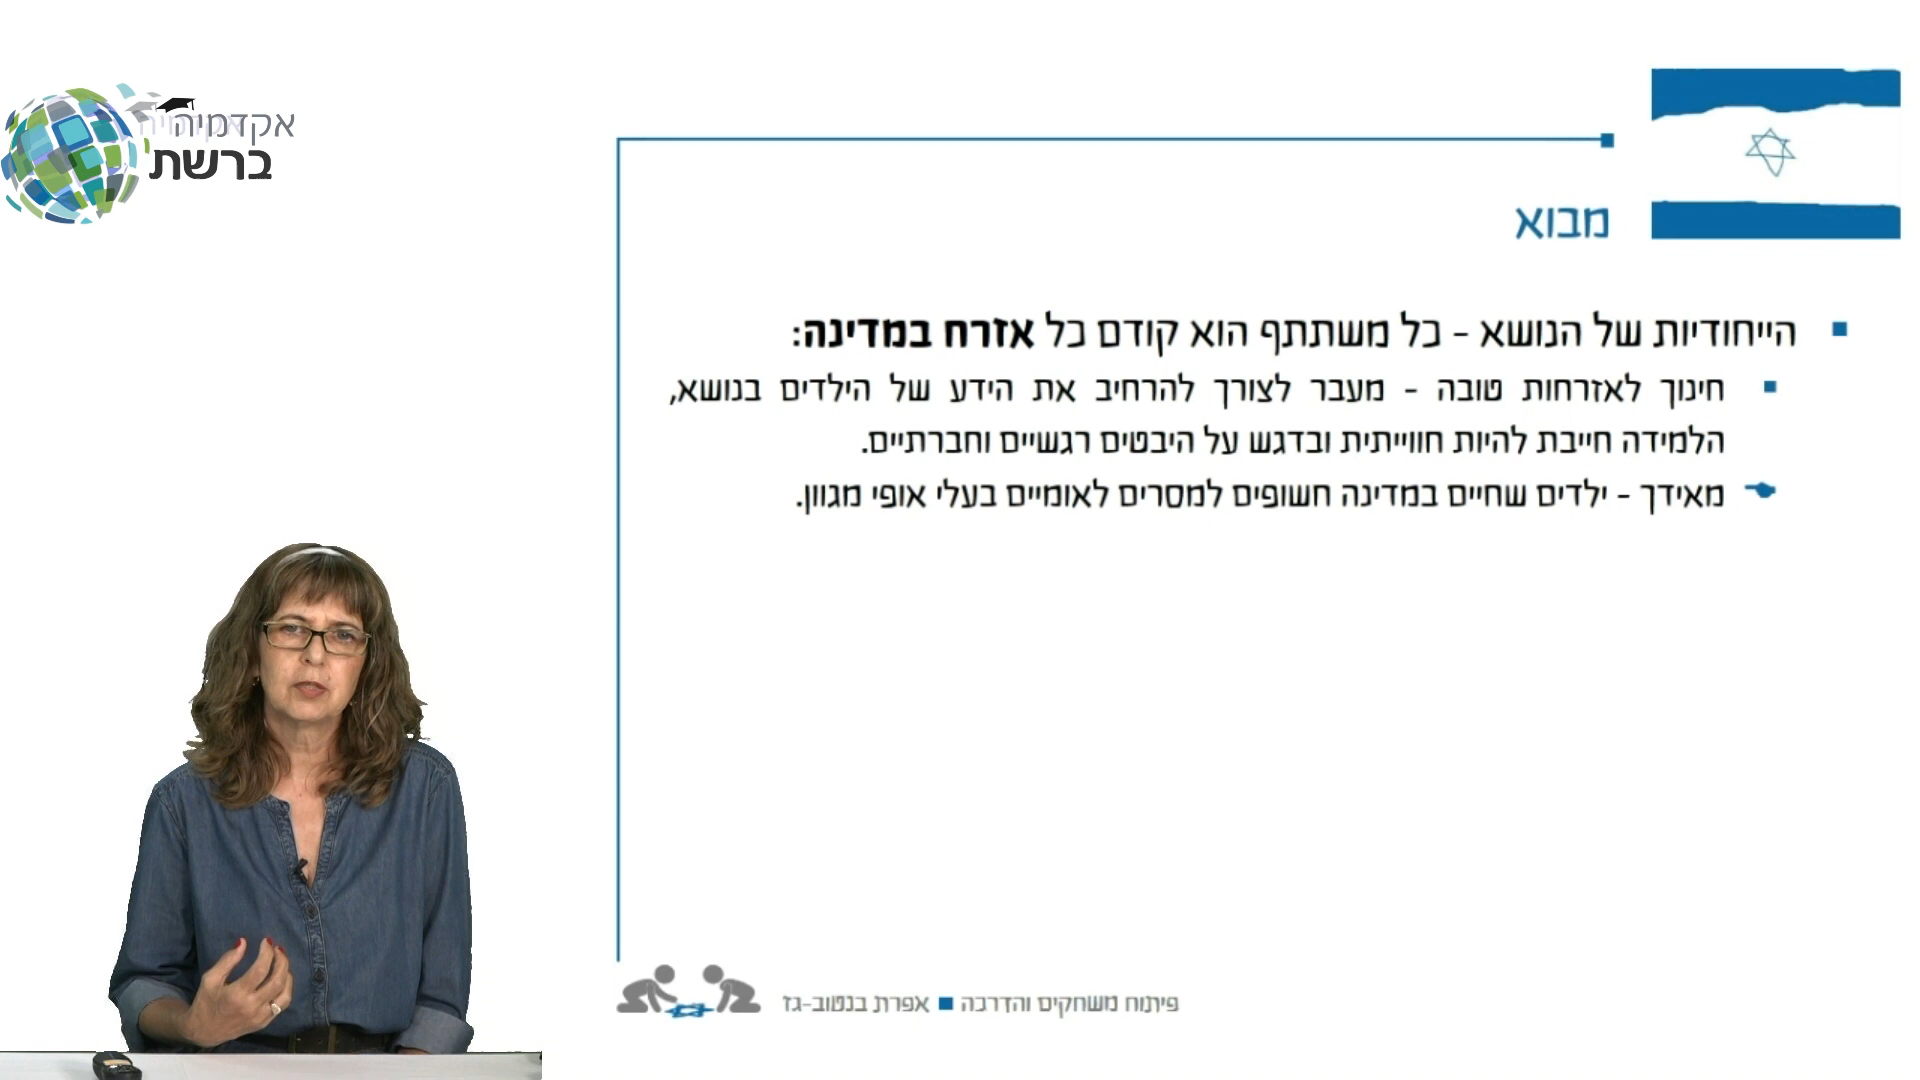 אקדמיה
ברשת
מבוא
הייחודיות של הנושא - כל משתתף הוא קודם כל אזרח במדינה:
חינוך לאזרחות טובה - מעבר לצורך להרחיב את הידע של הילדים בנושא,
הלמידה חייבת להיות חווייתית ובדגש על היבטים רגשיים וחברתיים.
מאידך - ילדים שחיים במדינה חשופים למסרים לאומיים בעלי אופי מגוון.
פיתוח משחקים והדרכה ■ אפרת בנטוב-גז